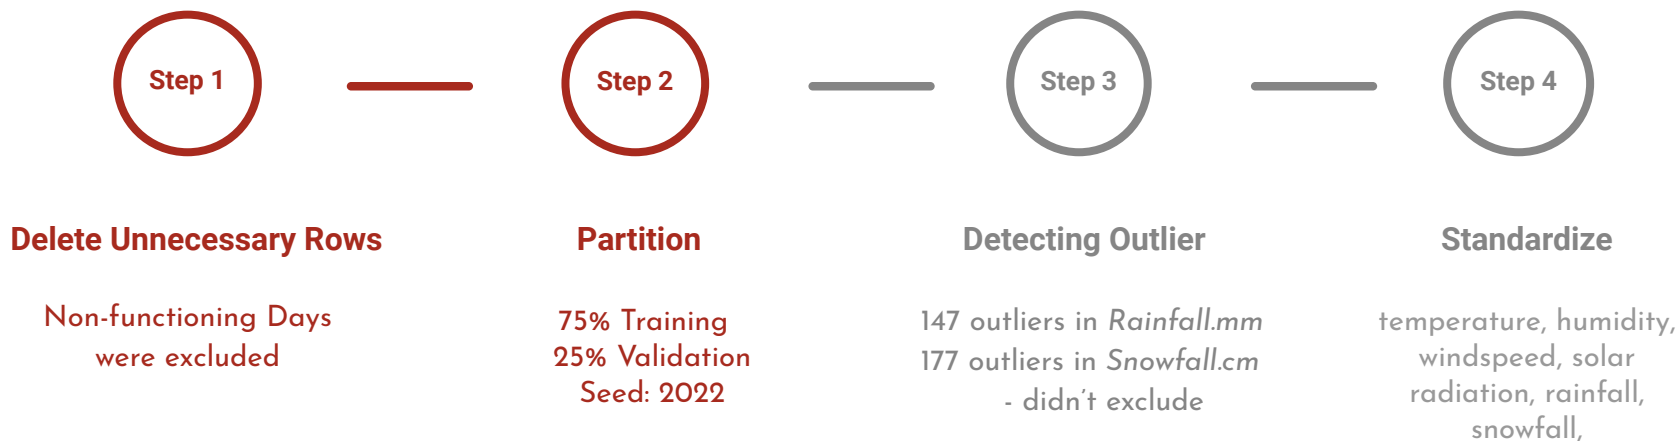 Step 1
Step 2
Step 3
Step 4
Delete Unnecessary Rows
Partition
Detecting Outlier
Standardize
Non-functioning Days
were excluded
75% Training
25% Validation
Seed: 2022
147 outliers in Rainfall.mm
177 outliers in Snowfall.cm
- didn't exclude
temperature, humidity,
windspeed, solar
radiation, rainfall,
snowfall,